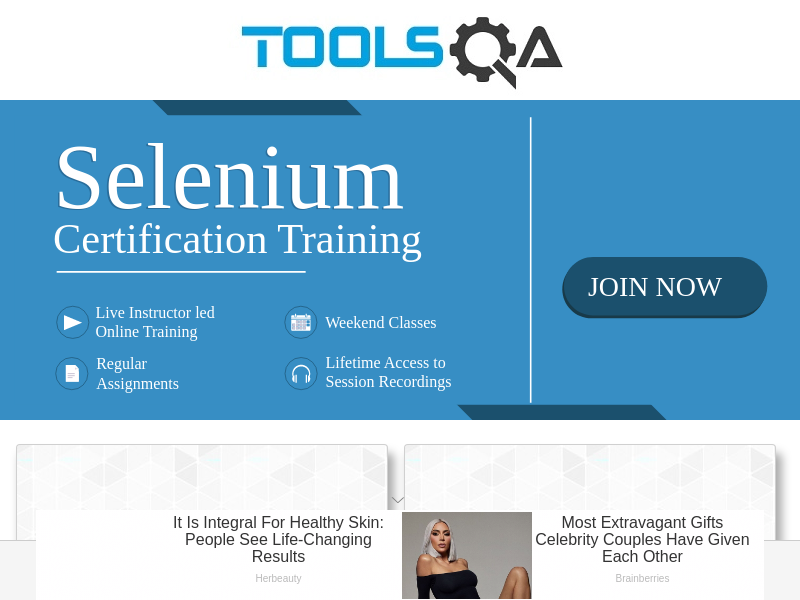 TOOLSQA
Selenium
Certification Training
JOIN NOW
Live Instructor led
Online Training
Weekend Classes
Regular
Assignments
Lifetime Access to
Session Recordings
It Is Integral For Healthy Skin:
People See Life-Changing
Results
Herbeauty
Most Extravagant Gifts
Celebrity Couples Have Given
Each Other
Brainberries